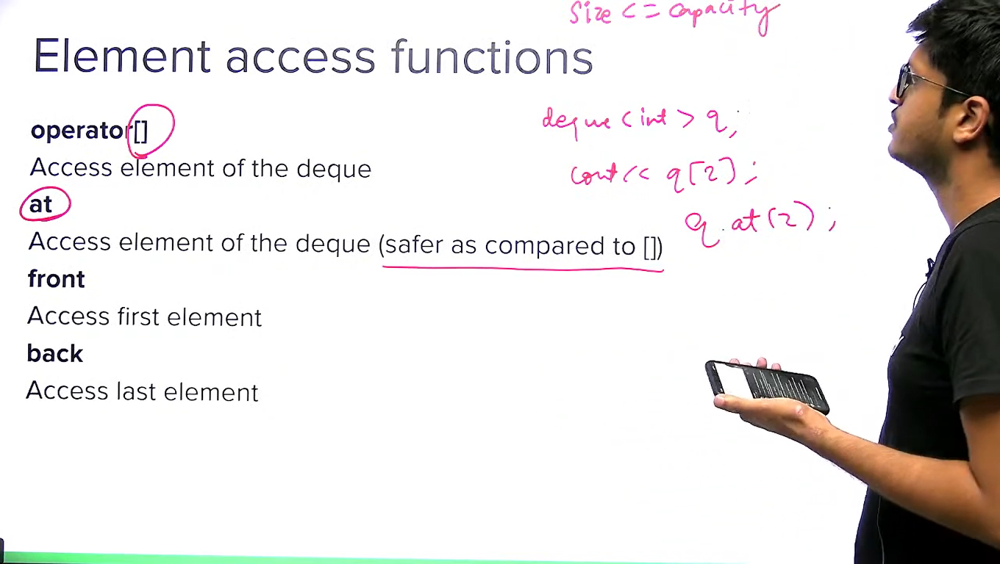 size <= capacity
Element access functions
operator[]
Access element of the deque
at
Access element of the deque (safer as compared to [])
front
Access first element
back
Access last element
deque <int> q;
cout << q[2];
q.at(2);